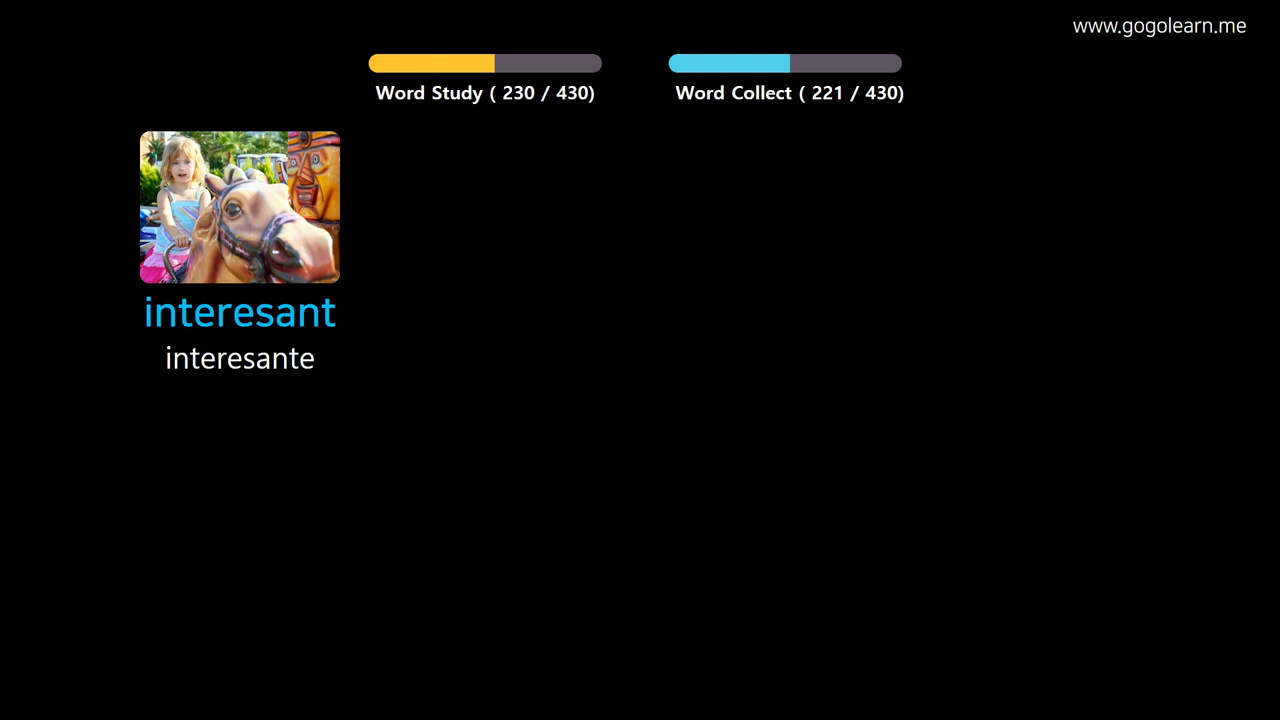 www.gogolearn.me
Word Study ( 230 / 430)
Word Collect ( 221 / 430)
interesant
interesante